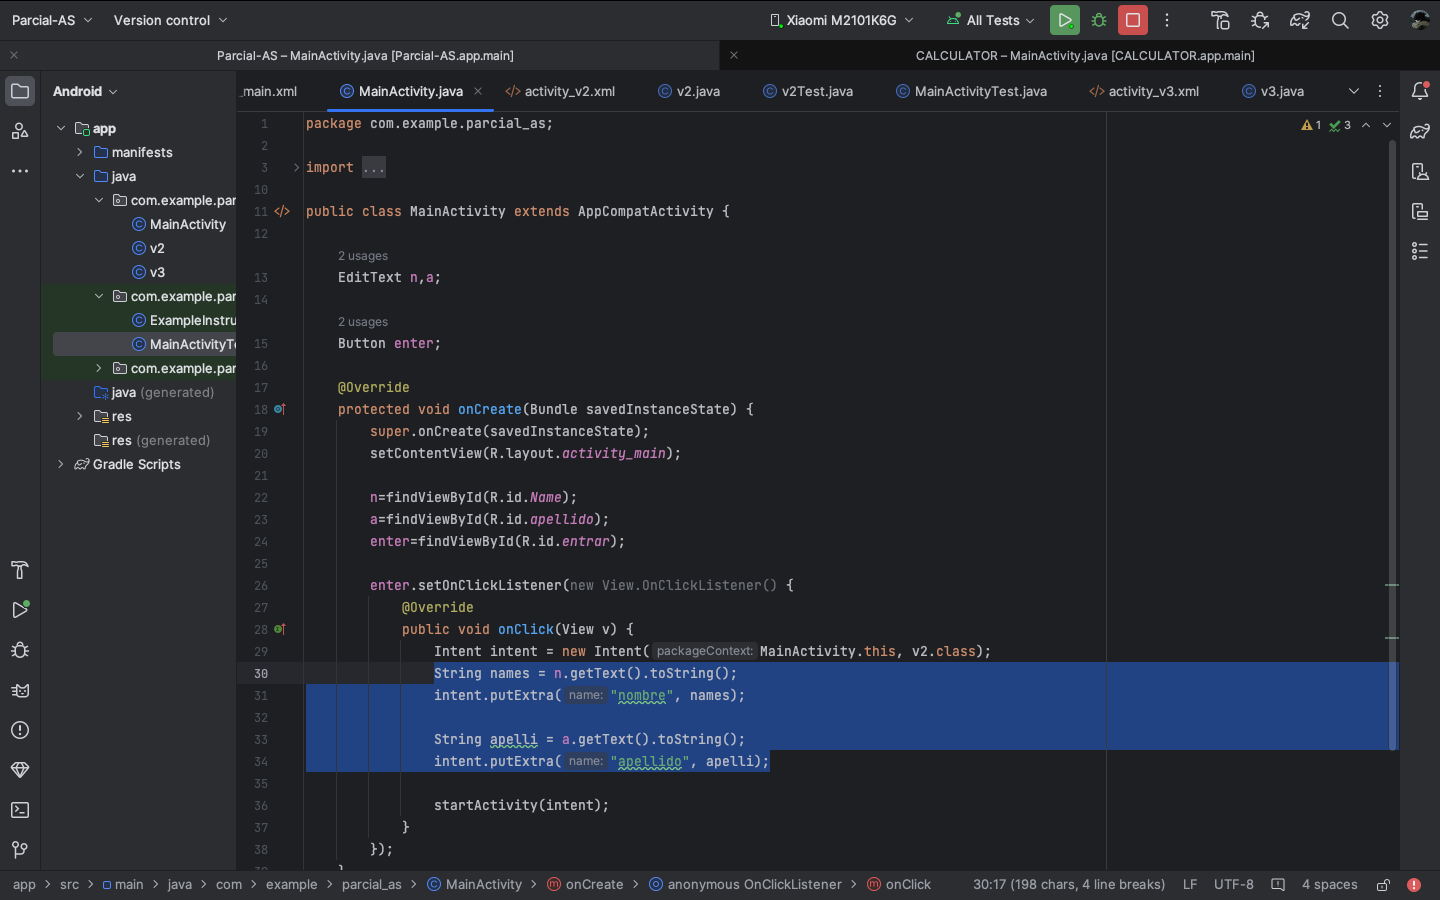 Parcial-AS
Version control
Xiaomi M2101K6G
All Tests
Parcial-AS – MainActivity.java [Parcial-AS.app.main]
CALCULATOR – MainActivity.java [CALCULATOR.app.main]
Android
_main.xml
MainActivity.java
activity_v2.xml
v2.java
v2Test.java
MainActivityTest.java
activity_v3.xml
v3.java
app
manifests
java
com.example.par
MainActivity
v2
v3
com.example.par
ExampleInstru
MainActivityTe
com.example.par
java (generated)
res
res (generated)
Gradle Scripts
1 package com.example.parcial_as;
1 3
2
3 import ...
10
11 public class MainActivity extends AppCompatActivity {
12
2 usages
13 EditText n,a;
14
2 usages
15 Button enter;
16
17 @Override
18 protected void onCreate(Bundle savedInstanceState) {
19 super.onCreate(savedInstanceState);
20 setContentView(R.layout.activity_main);
21
22 n=findViewById(R.id.Name);
23 a=findViewById(R.id.apellido);
24 enter=findViewById(R.id.entrar);
25
26 enter.setOnClickListener(new View.OnClickListener() {
27 @Override
28 public void onClick(View v) {
29 Intent intent = new Intent( packageContext: MainActivity.this, v2.class);
30 String names = n.getText().toString();
31 intent.putExtra( name: "nombre", names);
32
33 String apelli = a.getText().toString();
34 intent.putExtra( name: "apellido", apelli);
35
36 startActivity(intent);
37 }
38 });
39 }
app > src > main > java > com > example > parcial_as > MainActivity > onCreate > anonymous OnClickListener > onClick
30:17 (198 chars, 4 line breaks)
LF
UTF-8
4 spaces